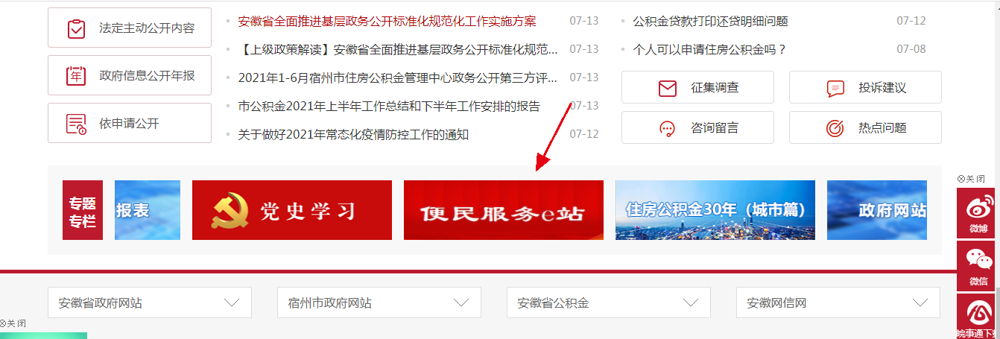 法定主动公开内容
政府信息公开年报
年
依申请公开
安徽省全面推进基层政务公开标准化规范化工作实施方案 07-13
【上级政策解读】安徽省全面推进基层政务公开标准化规范... 07-13
2021年1-6月宿州市住房公积金管理中心政务公开第三方评... 07-13
市公积金2021年上半年工作总结和下半年工作安排的报告 07-13
关于做好2021年常态化疫情防控工作的通知 07-12
公积金贷款打印还贷明细问题 07-12
个人可以申请住房公积金吗？ 07-08
征集调查
投诉建议
咨询留言
热点问题
专题
专栏
报表
党史学习
便民服务e站
住房公积金30年（城市篇）
政府网站
关闭
微博
微信
皖事通下载
安徽省政府网站
宿州市政府网站
安徽省公积金
安徽网信网
关闭